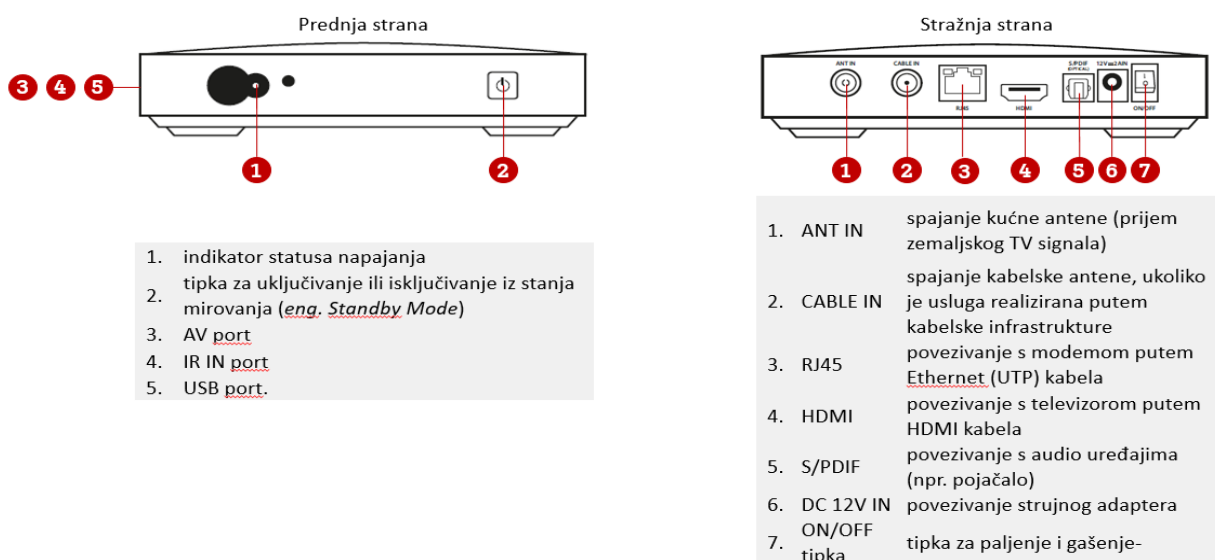 Prednja strana
3 4 5
1
2
1. indikator statusa napajanja
2. tipka za uključivanje ili isključivanje iz stanja
mirovanja (eng. Standby Mode)
3. AV port
4. IR IN port
5. USB port.
Stražnja strana
ANT IN CABLE IN S/PDIF 12V⎓2A IN
(OPTICAL)
RJ45 HDMI ON/OFF
1 2 3 4 5 6 7
1. ANT IN spajanje kućne antene (prijem
zemaljskog TV signala)
2. CABLE IN spajanje kabelske antene, ukoliko
je usluga realizirana putem
kabelske infrastrukture
3. RJ45 povezivanje s modemom putem
Ethernet (UTP) kabela
4. HDMI povezivanje s televizorom putem
HDMI kabela
5. S/PDIF povezivanje s audio uređajima
(npr. pojačalo)
6. DC 12V IN povezivanje strujnog adaptera
7. ON/OFF
tipka tipka za paljenje i gašenje-